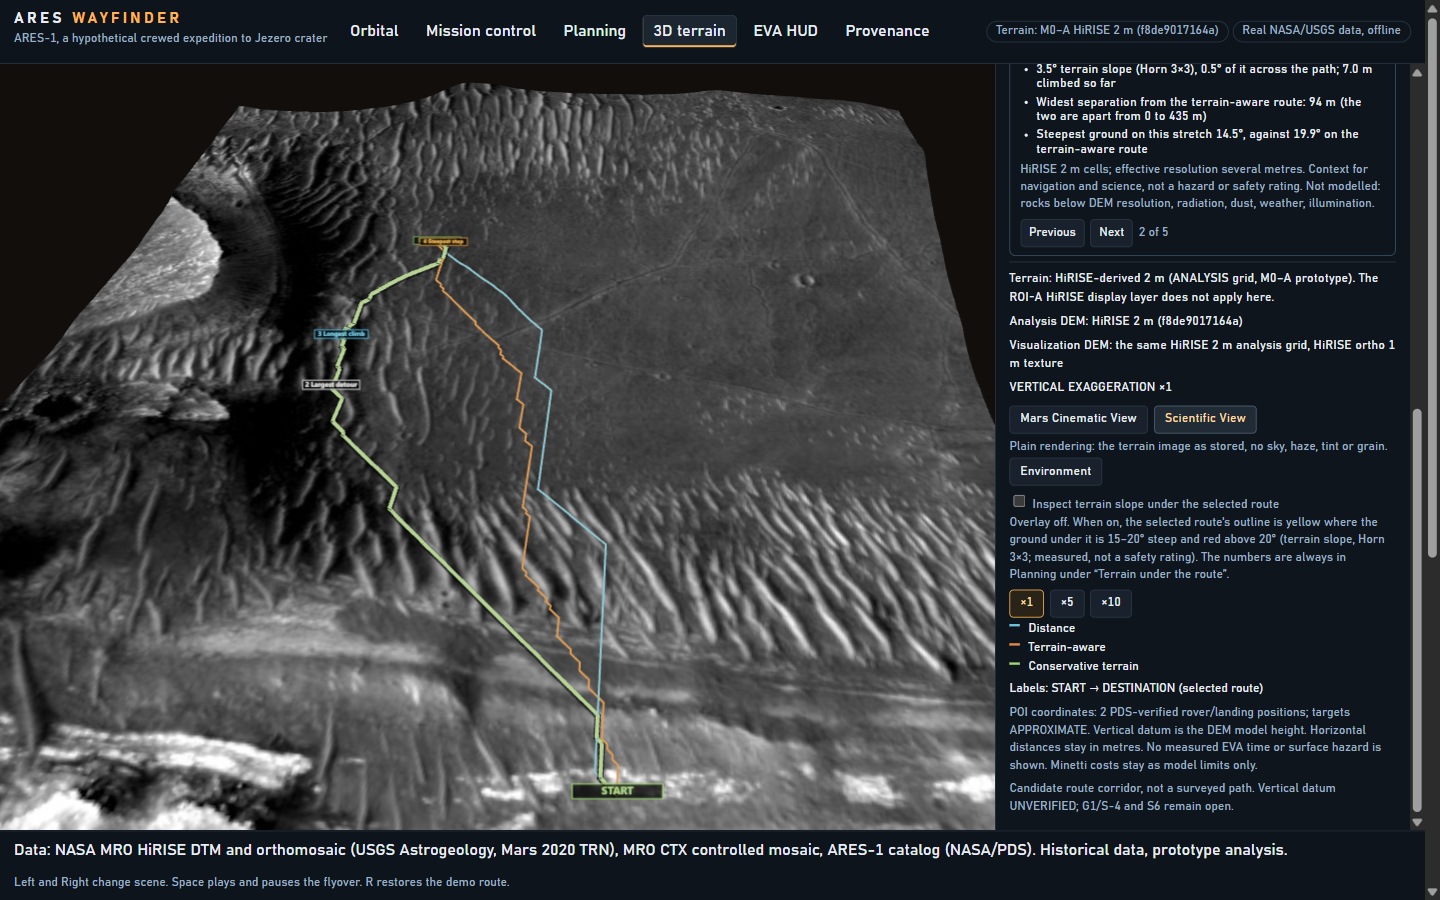 ARES WAYFINDER
ARES-1, a hypothetical crewed expedition to Jezero crater
Orbital
Mission control
Planning
3D terrain
EVA HUD
Provenance
Terrain: M0-A HiRISE 2 m (f8de9017164a)
Real NASA/USGS data, offline
4 Steepest step
3 Longest climb
2 Largest detour
START
• 3.5° terrain slope (Horn 3×3), 0.5° of it across the path; 7.0 m
climbed so far
• Widest separation from the terrain-aware route: 94 m (the
two are apart from 0 to 435 m)
• Steepest ground on this stretch 14.5°, against 19.9° on the
terrain-aware route
HiRISE 2 m cells; effective resolution several metres. Context for
navigation and science, not a hazard or safety rating. Not modelled:
rocks below DEM resolution, radiation, dust, weather, illumination.
Previous
Next
2 of 5
Terrain: HiRISE-derived 2 m (ANALYSIS grid, M0-A prototype). The
ROI-A HiRISE display layer does not apply here.
Analysis DEM: HiRISE 2 m (f8de9017164a)
Visualization DEM: the same HiRISE 2 m analysis grid, HiRISE ortho 1
m texture
VERTICAL EXAGGERATION ×1
Mars Cinematic View
Scientific View
Plain rendering: the terrain image as stored, no sky, haze, tint or grain.
Environment
Inspect terrain slope under the selected route
Overlay off. When on, the selected route's outline is yellow where the
ground under it is 15–20° steep and red above 20° (terrain slope, Horn
3×3; measured, not a safety rating). The numbers are always in
Planning under “Terrain under the route”.
×1
×5
×10
Distance
Terrain-aware
Conservative terrain
Labels: START → DESTINATION (selected route)
POI coordinates: 2 PDS-verified rover/landing positions; targets
APPROXIMATE. Vertical datum is the DEM model height. Horizontal
distances stay in metres. No measured EVA time or surface hazard is
shown. Minetti costs stay as model limits only.
Candidate route corridor, not a surveyed path. Vertical datum
UNVERIFIED; G1/S-4 and S6 remain open.
Data: NASA MRO HiRISE DTM and orthomosaic (USGS Astrogeology, Mars 2020 TRN), MRO CTX controlled mosaic, ARES-1 catalog (NASA/PDS). Historical data, prototype analysis.
Left and Right change scene. Space plays and pauses the flyover. R restores the demo route.